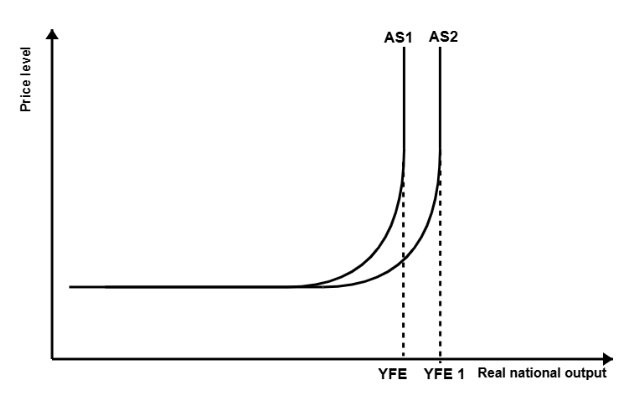 AS1
AS2
Price level
YFE
YFE 1
Real national output